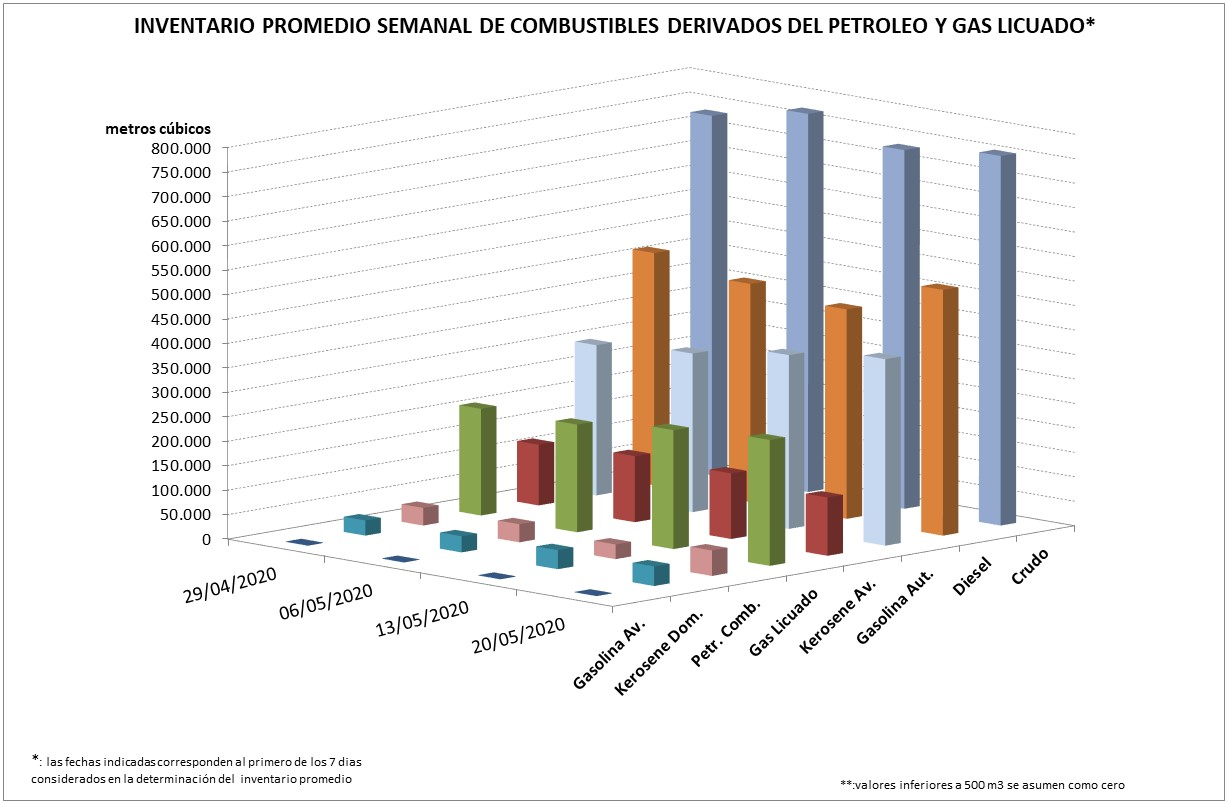 INVENTARIO PROMEDIO SEMANAL DE COMBUSTIBLES DERIVADOS DEL PETROLEO Y GAS LICUADO*
metros cúbicos
800.000
750.000
700.000
650.000
600.000
550.000
500.000
450.000
400.000
350.000
300.000
250.000
200.000
150.000
100.000
50.000
0
29/04/2020
06/05/2020
13/05/2020
20/05/2020
Gasolina Av.
Kerosene Dom.
Petr. Comb.
Gas Licuado
Kerosene Av.
Gasolina Aut.
Diesel
Crudo
*: las fechas indicadas corresponden al primero de los 7 dias
considerados en la determinación del inventario promedio
**:valores inferiores a 500 m3 se asumen como cero